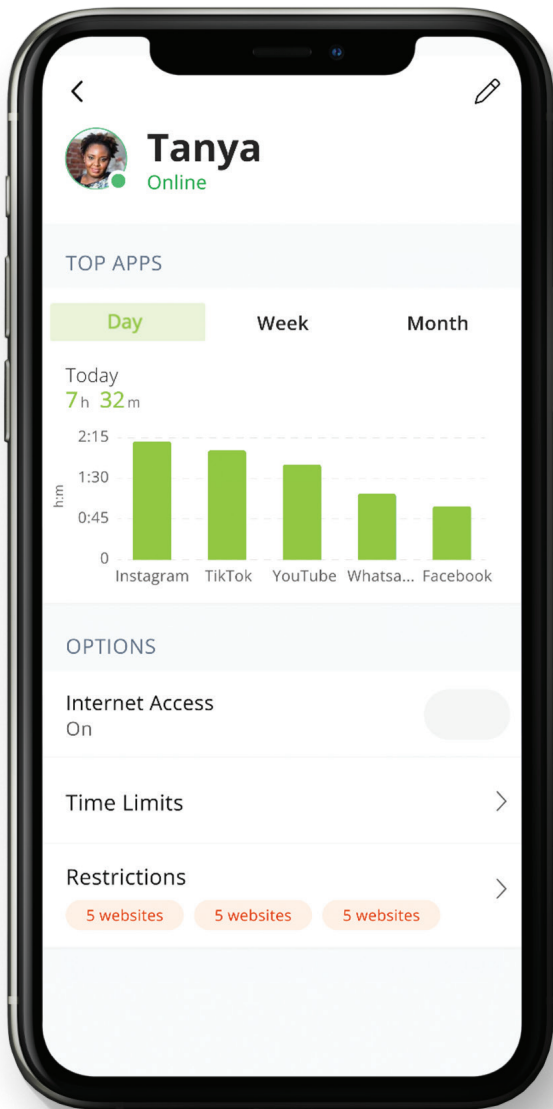 Tanya
Online
TOP APPS
Day Week Month
Today
7h 32m
2:15
1:30
0:45
0
h:m
Instagram TikTok YouTube Whatsa... Facebook
OPTIONS
Internet Access
On
Time Limits
Restrictions
5 websites 5 websites 5 websites